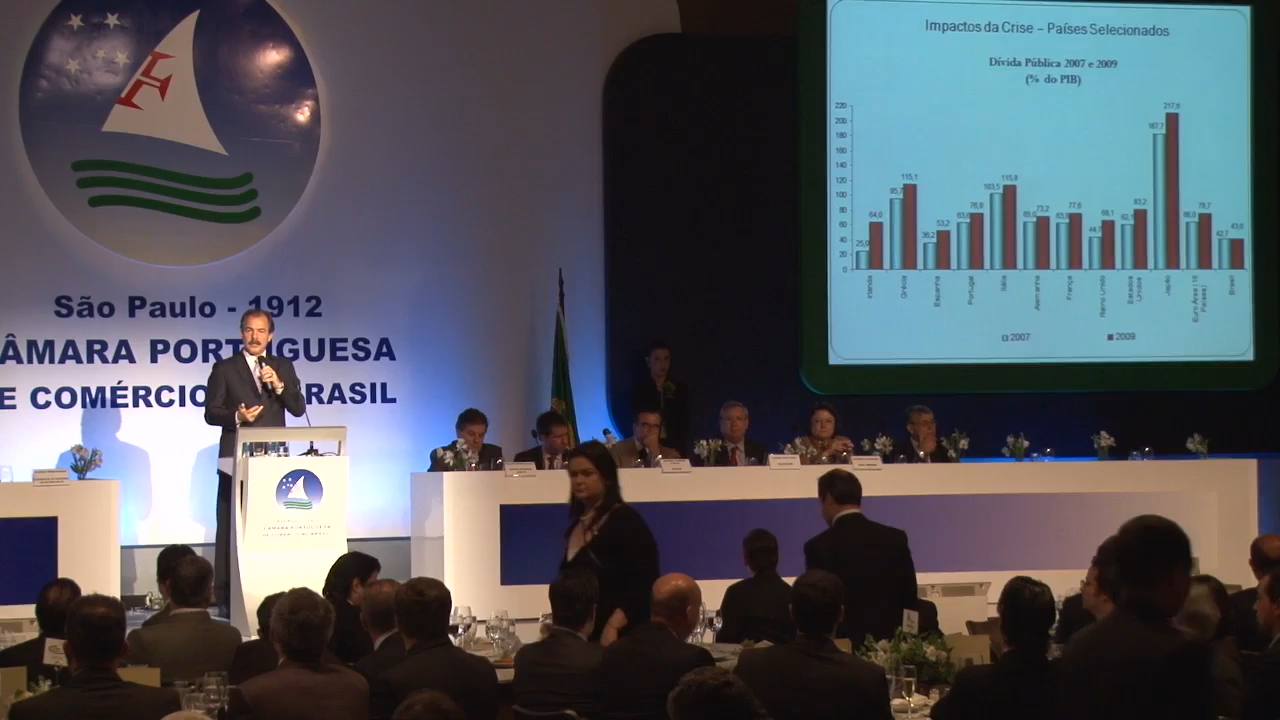 São Paulo - 1912
ÂMARA PORTUGUESA
E COMÉRCIO BRASIL
Impactos da Crise – Países Selecionados
Dívida Pública 2007 e 2009
(% do PIB)
220
200
180
160
140
120
100
80
60
40
20
0
25,0 64,0 95,7 115,1 36,2 53,2 63,6 76,8 103,5 115,8 65,0 73,2 63,8 77,6 44,7 68,1 62,1 83,2 187,7 217,6 66,0 78,7 42,7 43,0
Irlanda Grécia Espanha Portugal Itália Alemanha França Reino Unido Estados Unidos Japão Euro Área (16 Países) Brasil
2007 2009
CÂMARA PORTUGUESA